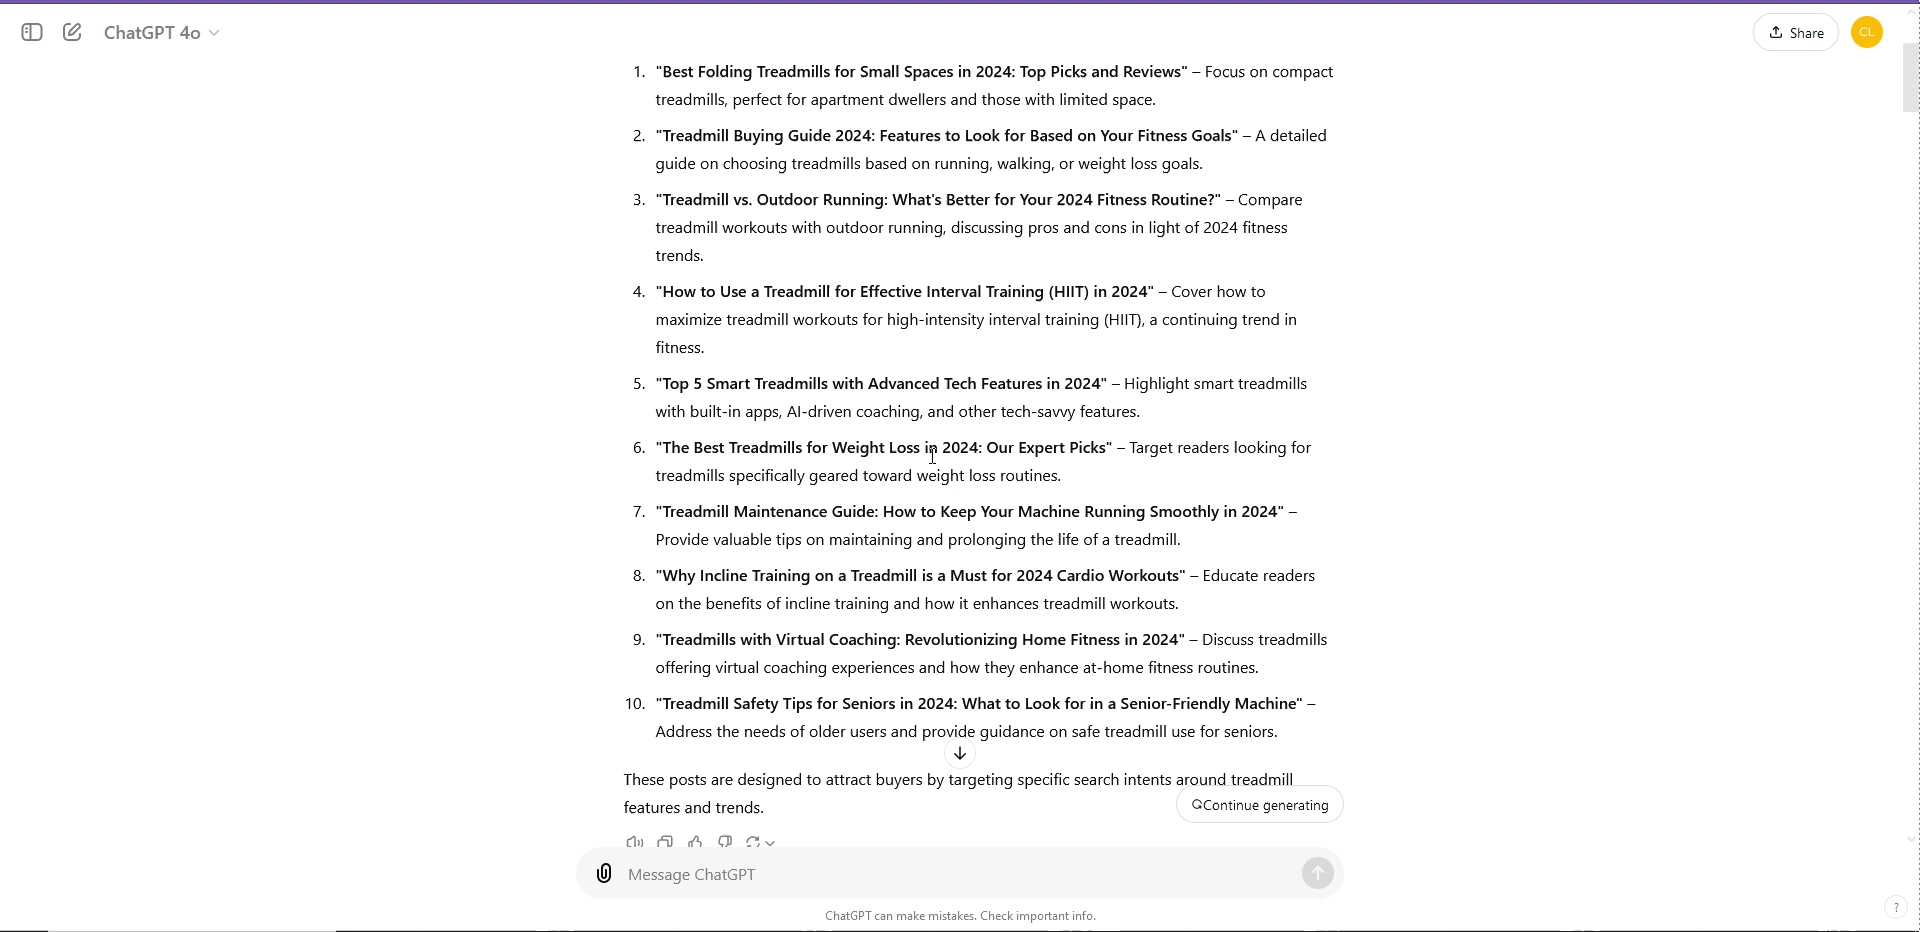 ChatGPT 4o
Share
CL
1. "Best Folding Treadmills for Small Spaces in 2024: Top Picks and Reviews" – Focus on compact
treadmills, perfect for apartment dwellers and those with limited space.
2. "Treadmill Buying Guide 2024: Features to Look for Based on Your Fitness Goals" – A detailed
guide on choosing treadmills based on running, walking, or weight loss goals.
3. "Treadmill vs. Outdoor Running: What's Better for Your 2024 Fitness Routine?" – Compare
treadmill workouts with outdoor running, discussing pros and cons in light of 2024 fitness
trends.
4. "How to Use a Treadmill for Effective Interval Training (HIIT) in 2024" – Cover how to
maximize treadmill workouts for high-intensity interval training (HIIT), a continuing trend in
fitness.
5. "Top 5 Smart Treadmills with Advanced Tech Features in 2024" – Highlight smart treadmills
with built-in apps, AI-driven coaching, and other tech-savvy features.
6. "The Best Treadmills for Weight Loss in 2024: Our Expert Picks" – Target readers looking for
treadmills specifically geared toward weight loss routines.
7. "Treadmill Maintenance Guide: How to Keep Your Machine Running Smoothly in 2024" –
Provide valuable tips on maintaining and prolonging the life of a treadmill.
8. "Why Incline Training on a Treadmill is a Must for 2024 Cardio Workouts" – Educate readers
on the benefits of incline training and how it enhances treadmill workouts.
9. "Treadmills with Virtual Coaching: Revolutionizing Home Fitness in 2024" – Discuss treadmills
offering virtual coaching experiences and how they enhance at-home fitness routines.
10. "Treadmill Safety Tips for Seniors in 2024: What to Look for in a Senior-Friendly Machine" –
Address the needs of older users and provide guidance on safe treadmill use for seniors.
These posts are designed to attract buyers by targeting specific search intents around treadmill
features and trends.
Continue generating
Message ChatGPT
ChatGPT can make mistakes. Check important info.
?